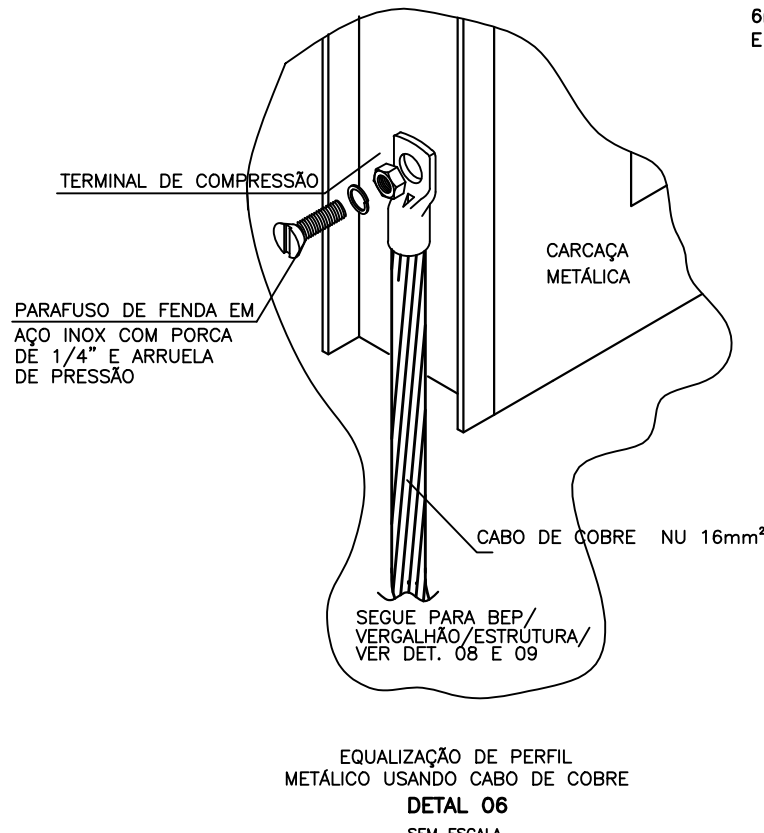 6
E
TERMINAL DE COMPRESSÃO
CARCAÇA
METÁLICA
PARAFUSO DE FENDA EM
AÇO INOX COM PORCA
DE 1/4" E ARRUELA
DE PRESSÃO
CABO DE COBRE NU 16mm²
SEGUE PARA BEP/
VERGALHÃO/ESTRUTURA/
VER DET. 08 E 09
EQUALIZAÇÃO DE PERFIL
METÁLICO USANDO CABO DE COBRE
DETAL 06
SEM ESCALA